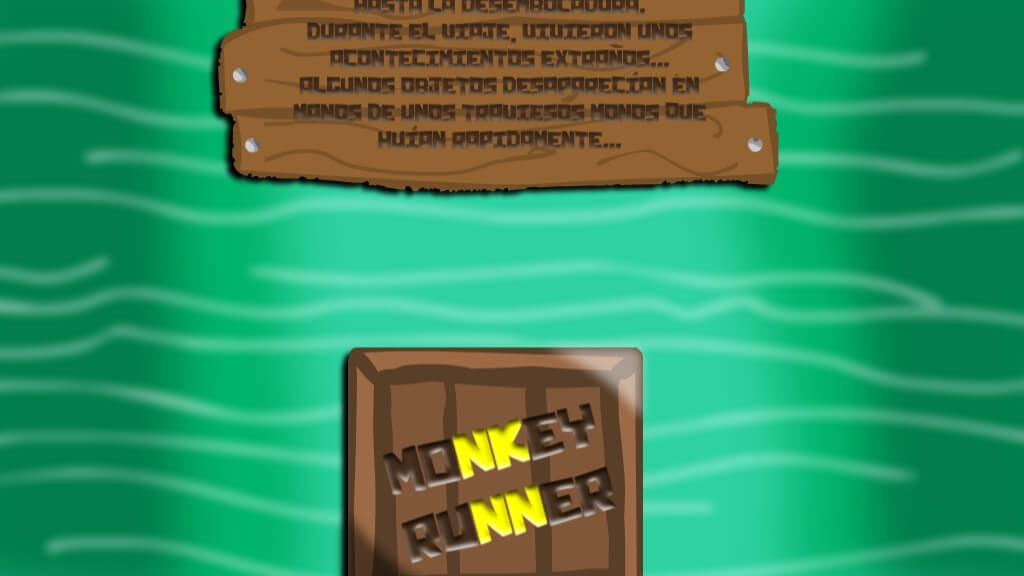 HASTA LA DESEMBOCADURA.
DURANTE EL VIAJE, VIVIERON UNOS
ACONTECIMIENTOS EXTRAÑOS...
ALGUNOS OBJETOS DESAPARECÍAN EN
MANOS DE UNOS TRAVIESOS MONOS QUE
HUÍAN RAPIDAMENTE...
MONKEY
RUNNER